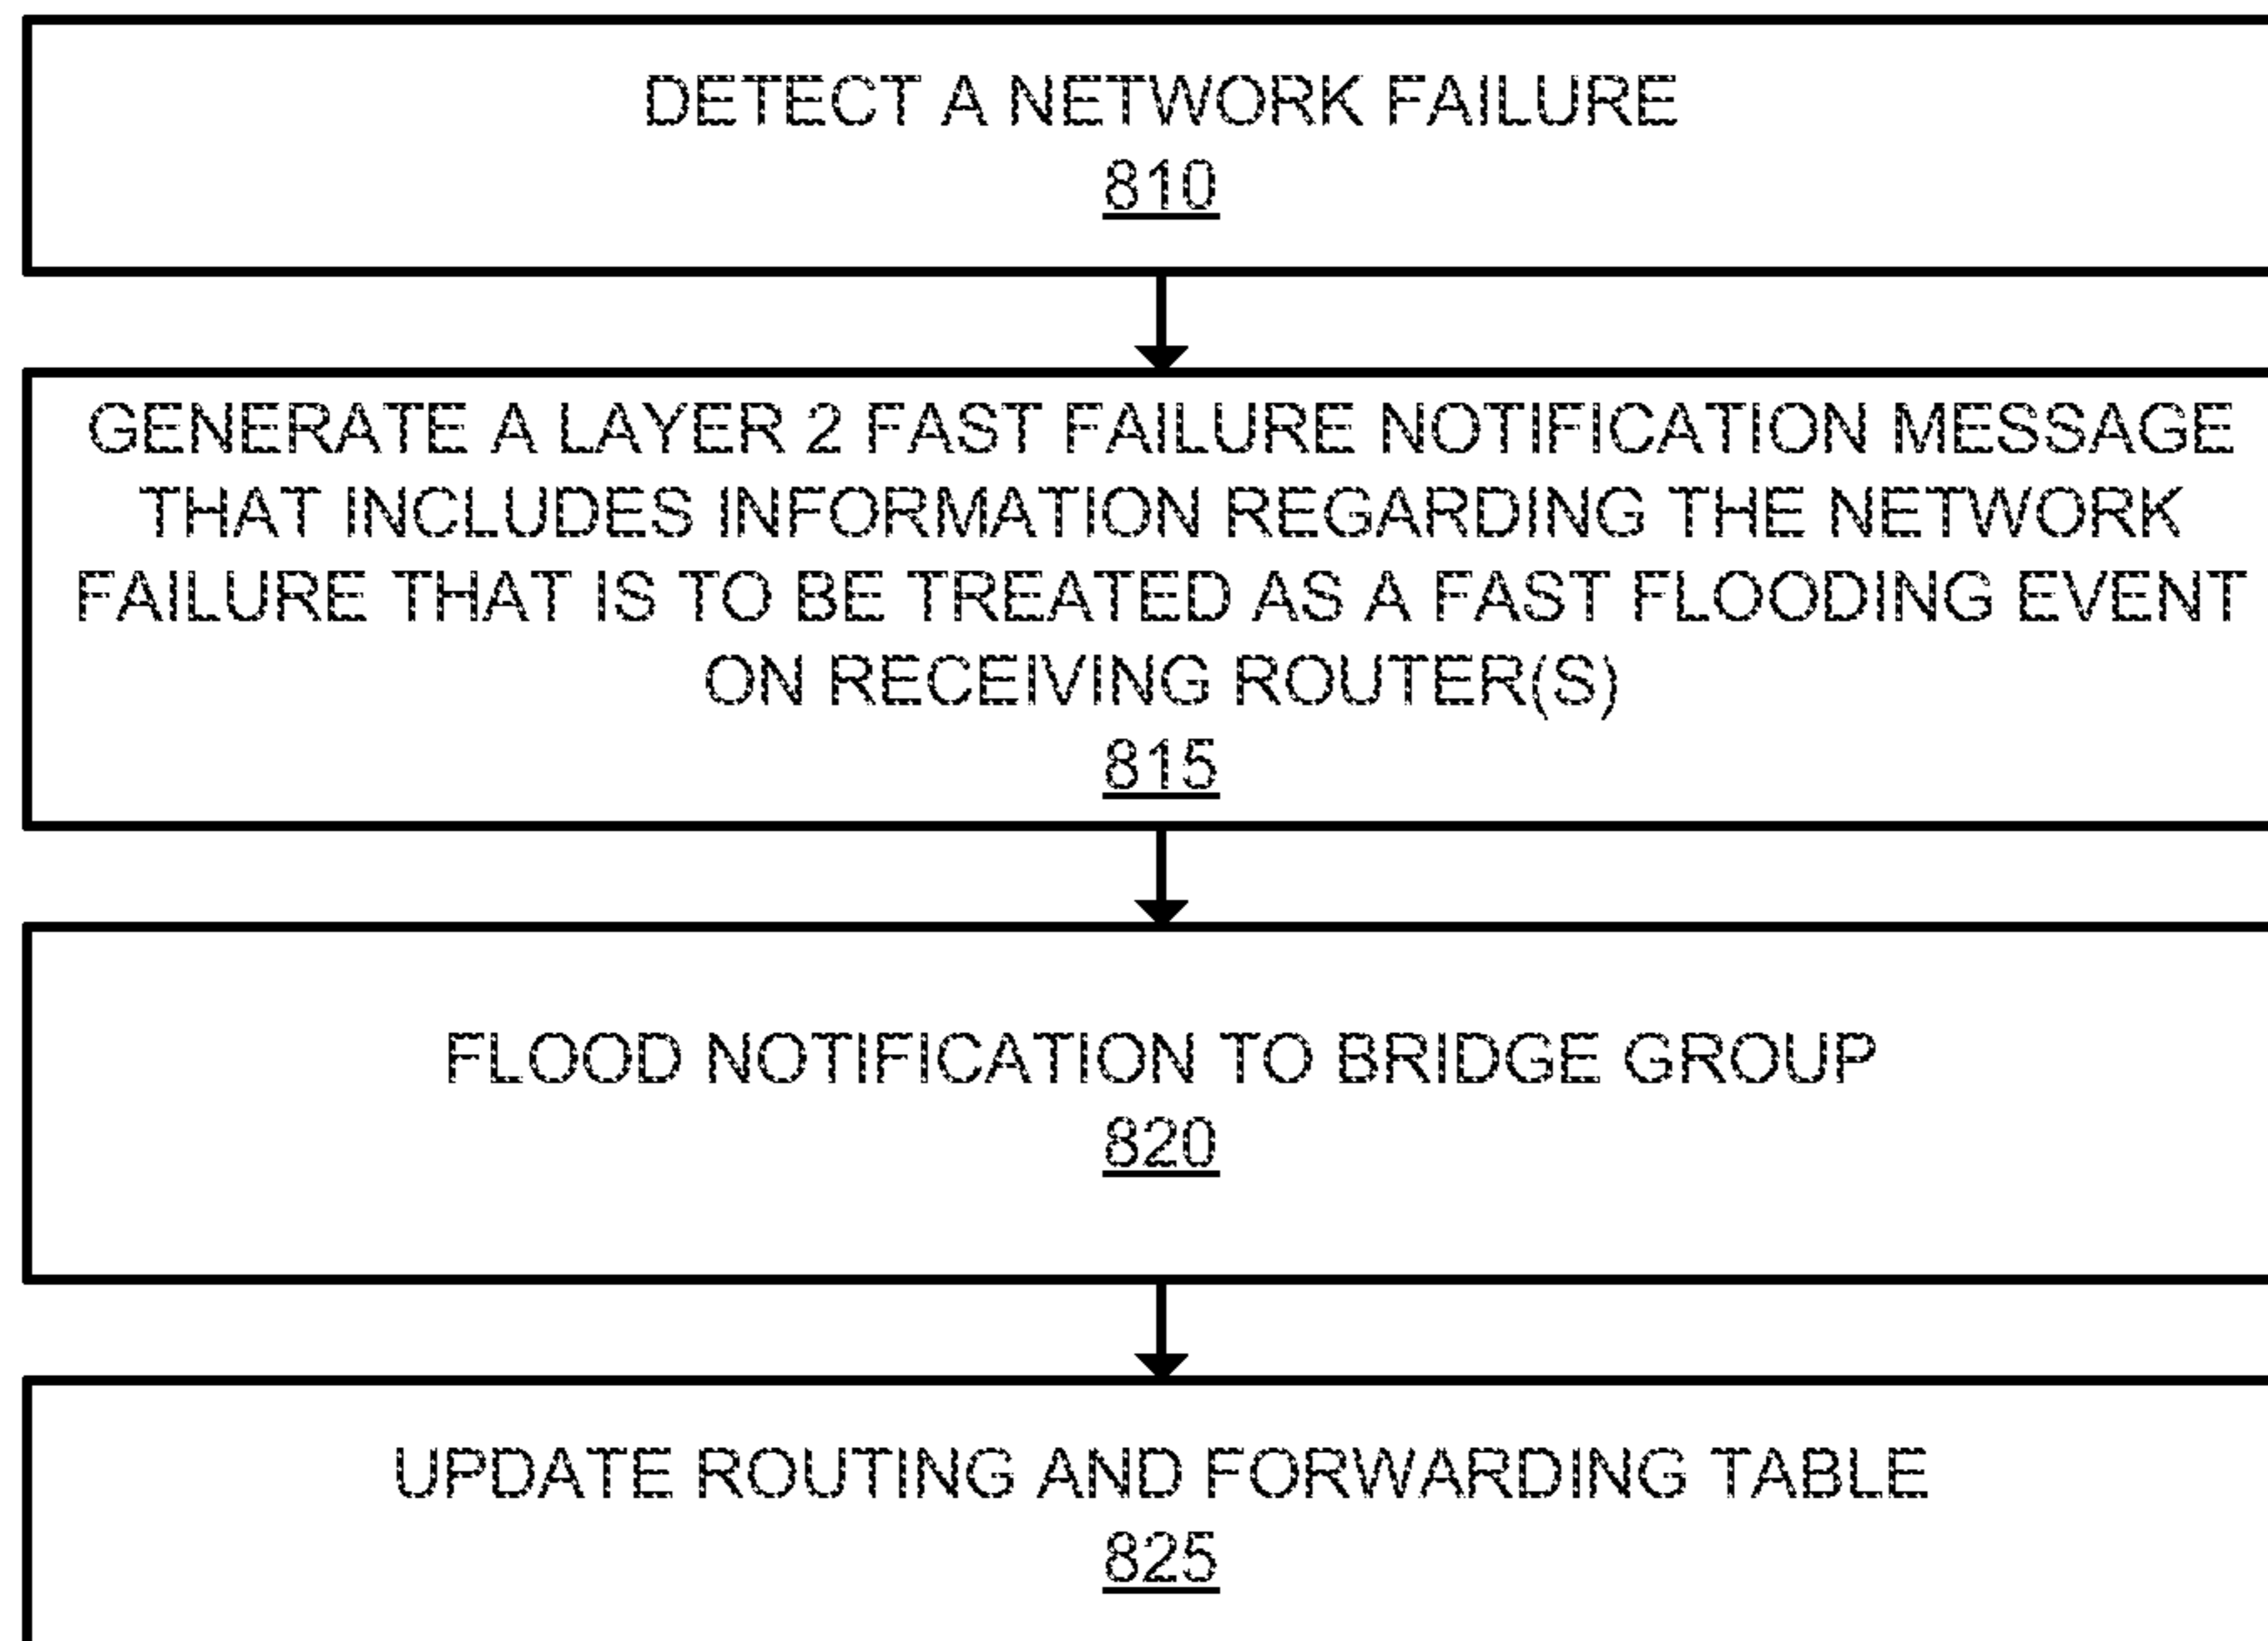 DETECT A NETWORK FAILURE
810
GENERATE A LAYER 2 FAST FAILURE NOTIFICATION MESSAGE
THAT INCLUDES INFORMATION REGARDING THE NETWORK
FAILURE THAT IS TO BE TREATED AS A FAST FLOODING EVENT
ON RECEIVING ROUTER(S)
815
FLOOD NOTIFICATION TO BRIDGE GROUP
820
UPDATE ROUTING AND FORWARDING TABLE
825